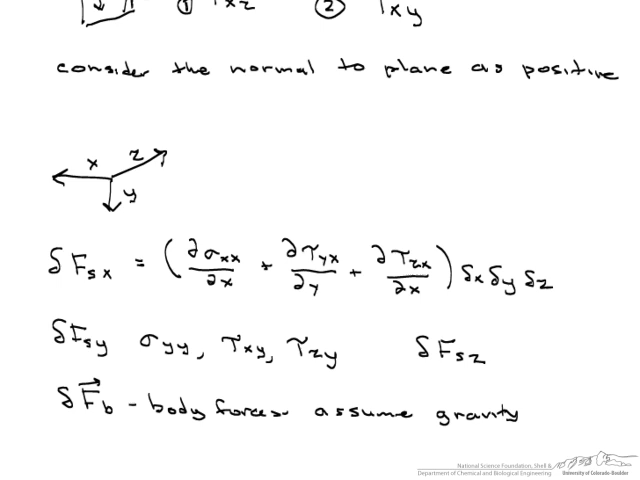 ① τxz ② τxy
consider the normal to plane as positive
x z
y
δFsx = (∂σxx/∂x + ∂τyx/∂y + ∂τzx/∂x) δx δy δz
δFsy σyy, τxy, τzy δFsz
δF⃗b - body forces assume gravity
National Science Foundation, Shell &
Department of Chemical and Biological Engineering
University of Colorado-Boulder